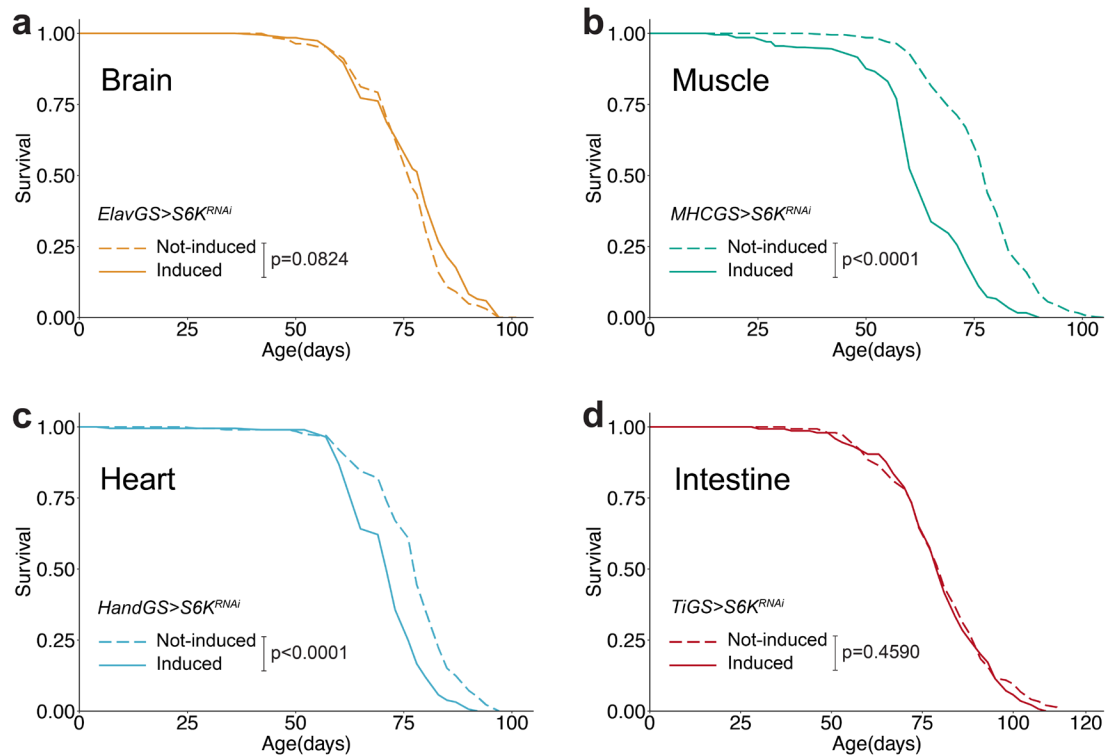 a
1.00
0.75
0.50
0.25
0.00
Survival
Brain
ElavGS>S6K^RNAi
Not-induced
Induced
p=0.0824
0 25 50 75 100
Age(days)
b
1.00
0.75
0.50
0.25
0.00
Survival
Muscle
MHCGS>S6K^RNAi
Not-induced
Induced
p<0.0001
0 25 50 75 100
Age(days)
c
1.00
0.75
0.50
0.25
0.00
Survival
Heart
HandGS>S6K^RNAi
Not-induced
Induced
p<0.0001
0 25 50 75 100
Age(days)
d
1.00
0.75
0.50
0.25
0.00
Survival
Intestine
TiGS>S6K^RNAi
Not-induced
Induced
p=0.4590
0 25 50 75 100 120
Age(days)